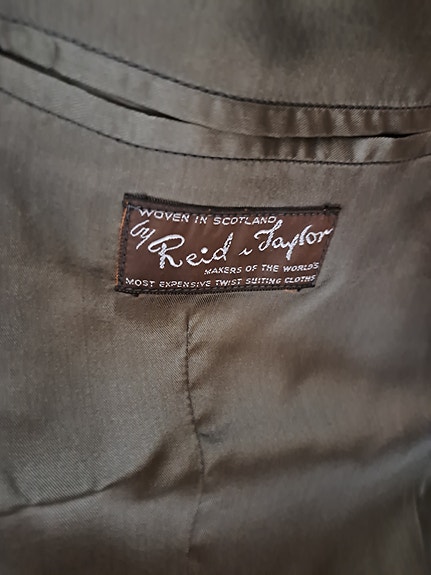 WOVEN IN SCOTLAND
by Reid & Taylor
MAKERS OF THE WORLD'S
MOST EXPENSIVE TWIST SUITING CLOTHS